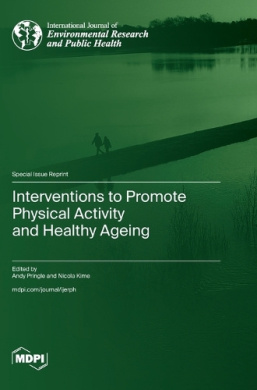 International Journal of
Environmental Research
and Public Health
Special Issue Reprint
Interventions to Promote
Physical Activity
and Healthy Ageing
Edited by
Andy Pringle and Nicola Kime
mdpi.com/journal/ijerph
MDPI